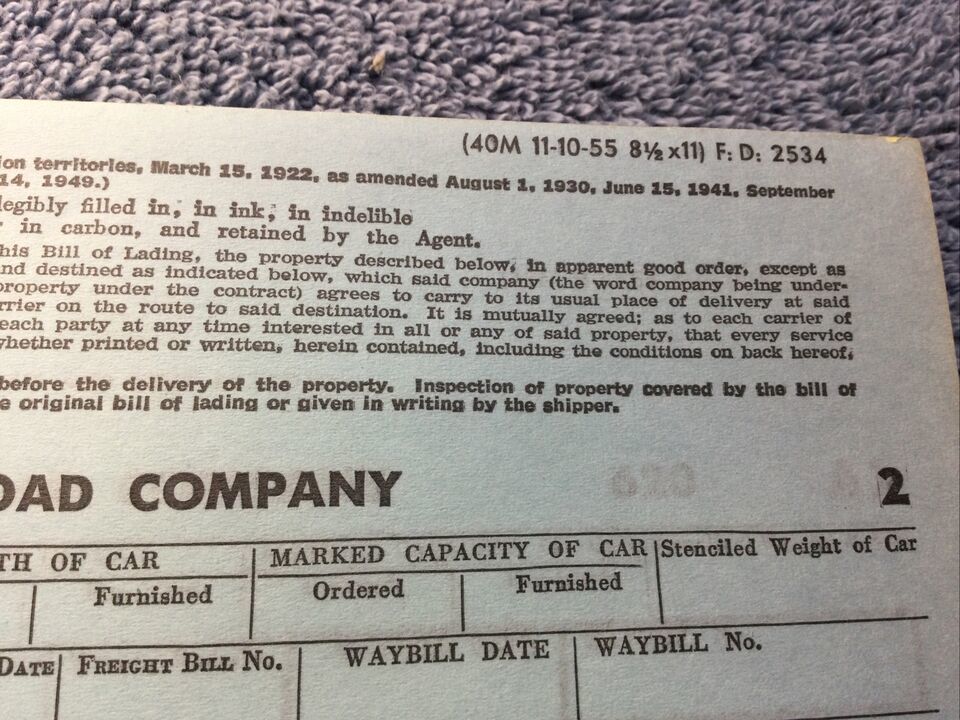 (40M 11-10-55 8½ x11) F: D: 2534
ion territories, March 15, 1922, as amended August 1, 1930, June 15, 1941, September
14, 1949.)
legibly filled in, in ink, in indelible
in carbon, and retained by the Agent.
his Bill of Lading, the property described below, in apparent good order, except as
nd destined as indicated below, which said company (the word company being under-
property under the contract) agrees to carry to its usual place of delivery at said
rrier on the route to said destination. It is mutually agreed; as to each carrier of
each party at any time interested in all or any of said property, that every service
whether printed or written, herein contained, including the conditions on back hereof,
before the delivery of the property. Inspection of property covered by the bill of
e original bill of lading or given in writing by the shipper.
OAD COMPANY 2
TH OF CAR MARKED CAPACITY OF CAR Stenciled Weight of Car
Furnished Ordered Furnished
DATE FREIGHT BILL No. WAYBILL DATE WAYBILL No.